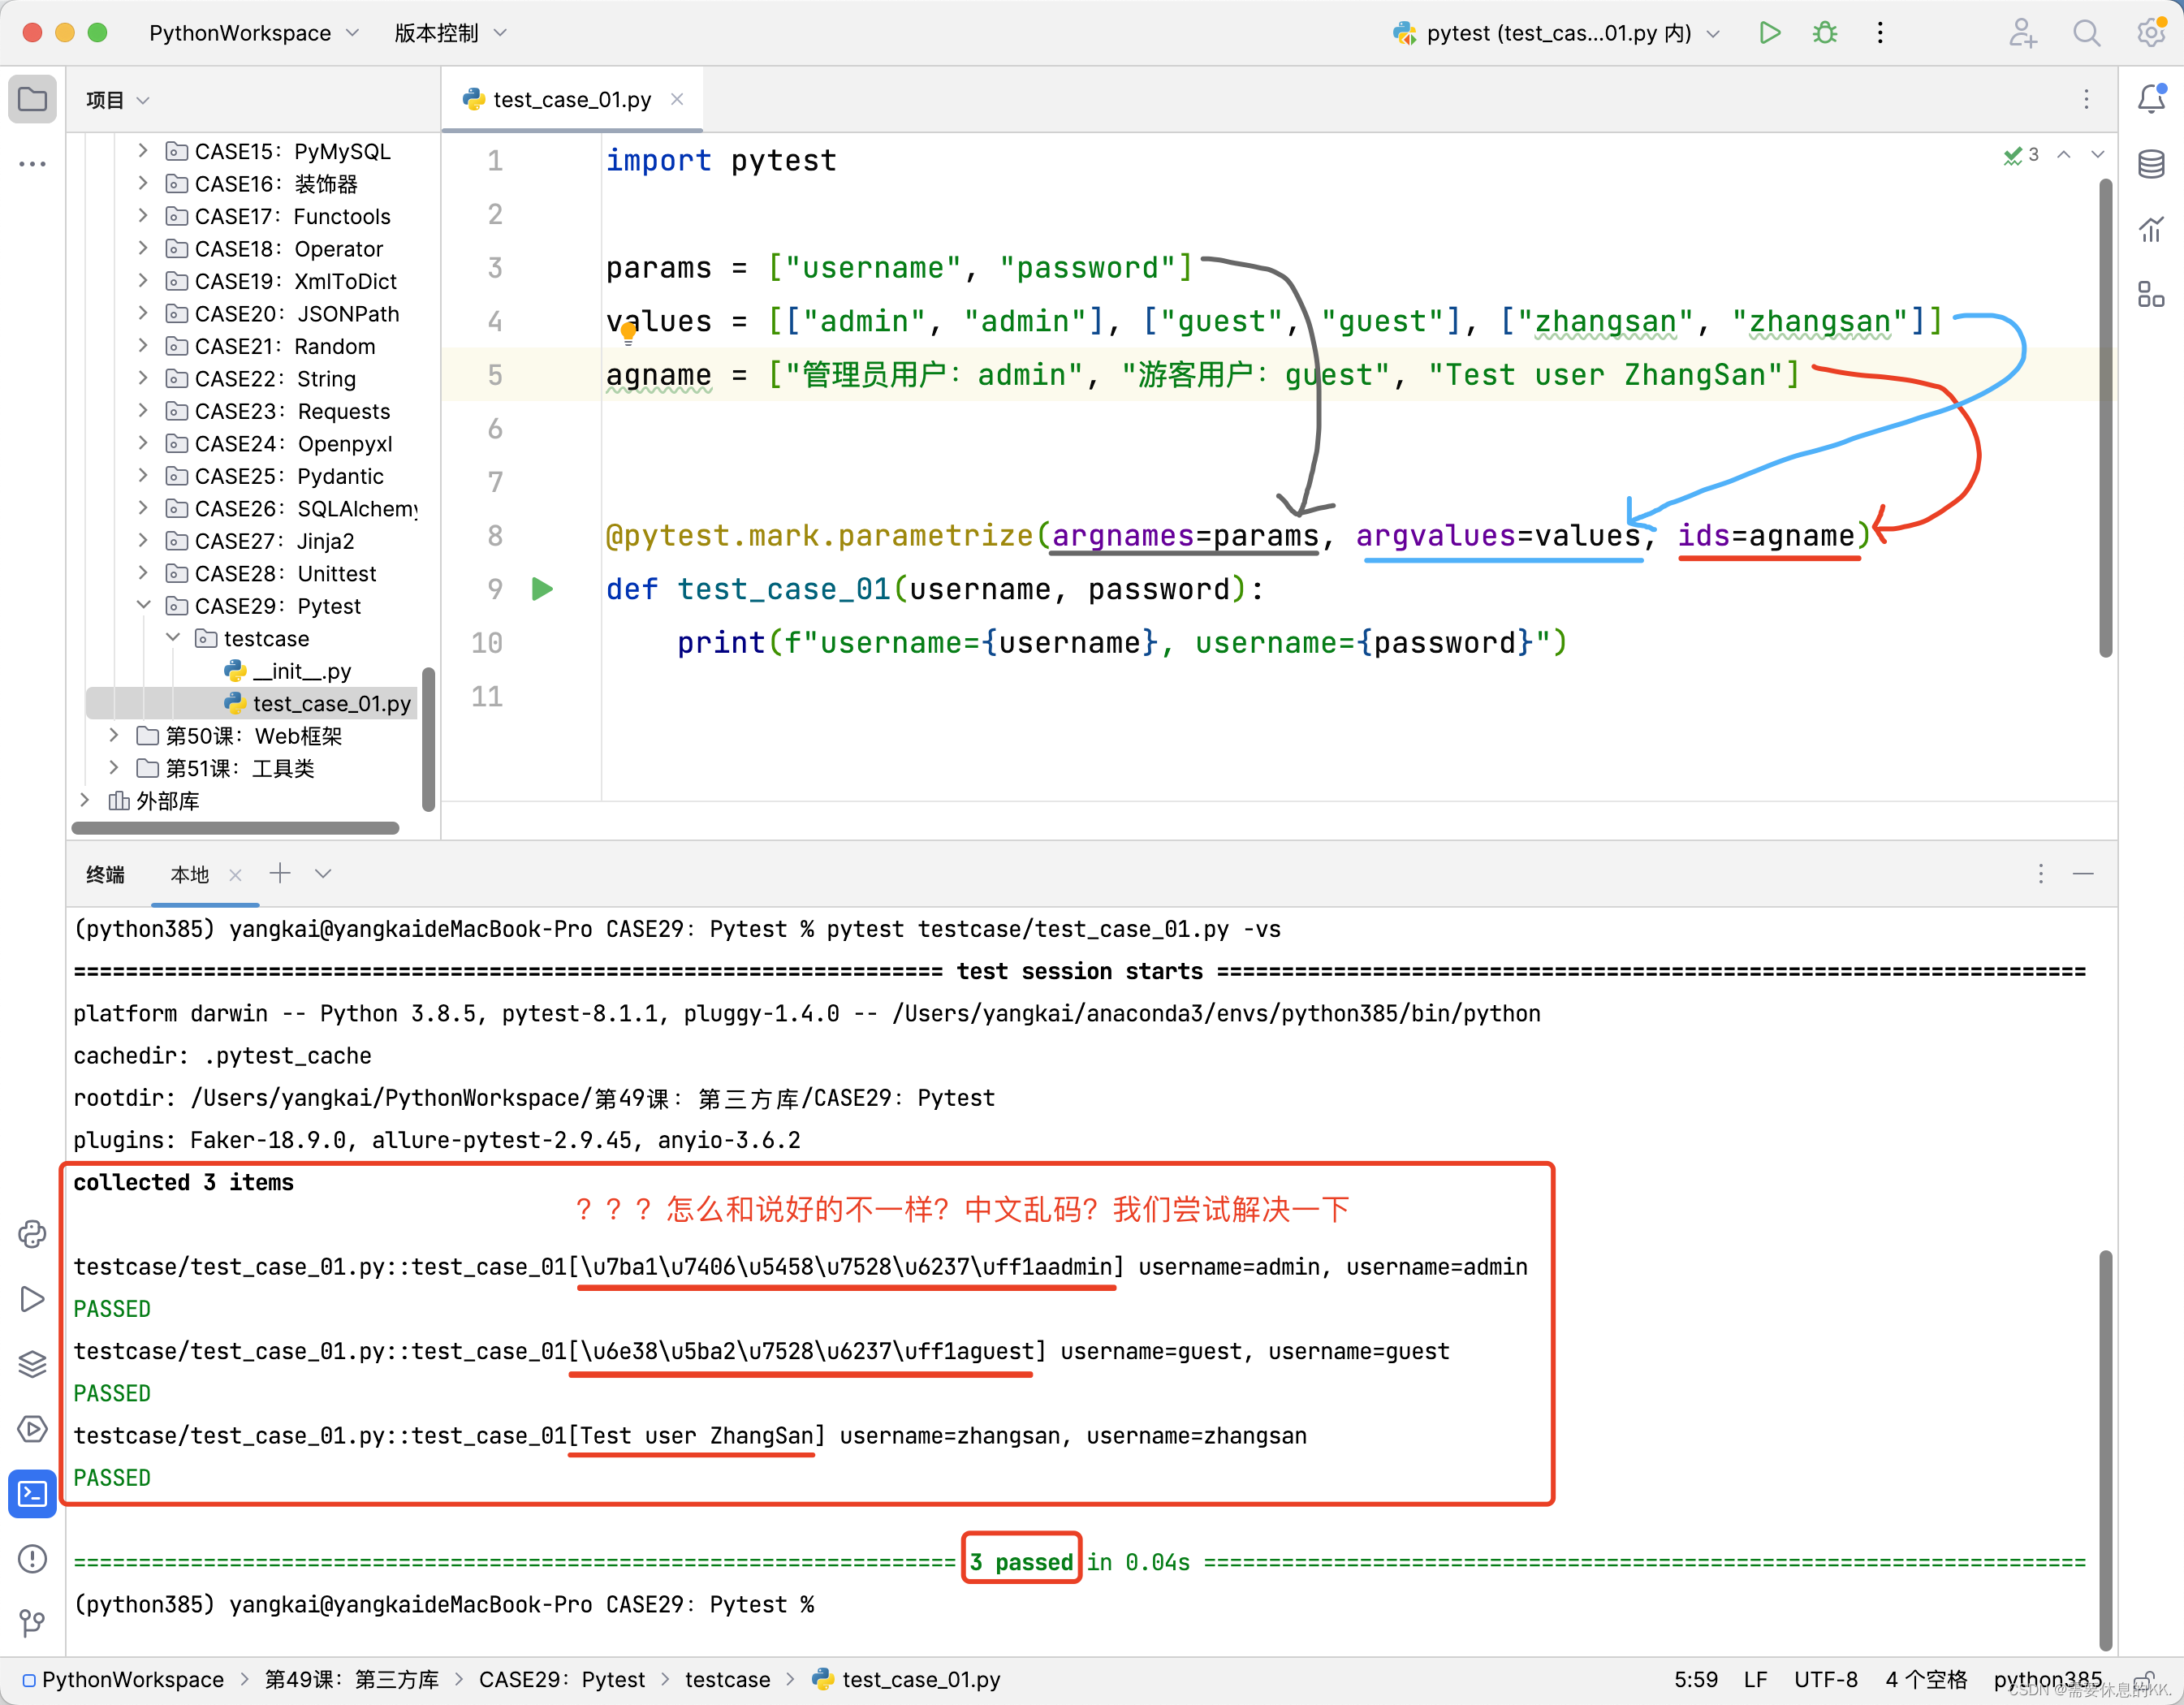 PythonWorkspace 版本控制 pytest (test_cas...01.py 内)
项目
test_case_01.py
CASE15：PyMySQL
CASE16：装饰器
CASE17：Functools
CASE18：Operator
CASE19：XmlToDict
CASE20：JSONPath
CASE21：Random
CASE22：String
CASE23：Requests
CASE24：Openpyxl
CASE25：Pydantic
CASE26：SQLAlchemy
CASE27：Jinja2
CASE28：Unittest
CASE29：Pytest
testcase
__init__.py
test_case_01.py
第50课：Web框架
第51课：工具类
外部库
3
1 import pytest
2
3 params = ["username", "password"]
4 values = [["admin", "admin"], ["guest", "guest"], ["zhangsan", "zhangsan"]]
5 agname = ["管理员用户：admin", "游客用户：guest", "Test user ZhangSan"]
6
7
8 @pytest.mark.parametrize(argnames=params, argvalues=values, ids=agname)
9 def test_case_01(username, password):
10 print(f"username={username}, username={password}")
11
终端 本地
(python385) yangkai@yangkaideMacBook-Pro CASE29：Pytest % pytest testcase/test_case_01.py -vs
=================================================================== test session starts ===================================================================
platform darwin -- Python 3.8.5, pytest-8.1.1, pluggy-1.4.0 -- /Users/yangkai/anaconda3/envs/python385/bin/python
cachedir: .pytest_cache
rootdir: /Users/yangkai/PythonWorkspace/第49课：第三方库/CASE29：Pytest
plugins: Faker-18.9.0, allure-pytest-2.9.45, anyio-3.6.2
collected 3 items
？？？怎么和说好的不一样？中文乱码？我们尝试解决一下
testcase/test_case_01.py::test_case_01[\u7ba1\u7406\u5458\u7528\u6237\uff1aadmin] username=admin, username=admin
PASSED
testcase/test_case_01.py::test_case_01[\u6e38\u5ba2\u7528\u6237\uff1aguest] username=guest, username=guest
PASSED
testcase/test_case_01.py::test_case_01[Test user ZhangSan] username=zhangsan, username=zhangsan
PASSED
==================================================================== 3 passed in 0.04s ====================================================================
(python385) yangkai@yangkaideMacBook-Pro CASE29：Pytest %
PythonWorkspace > 第49课：第三方库 > CASE29：Pytest > testcase > test_case_01.py
5:59 LF UTF-8 4 个空格 python385
CSDN @需要休息的KK.